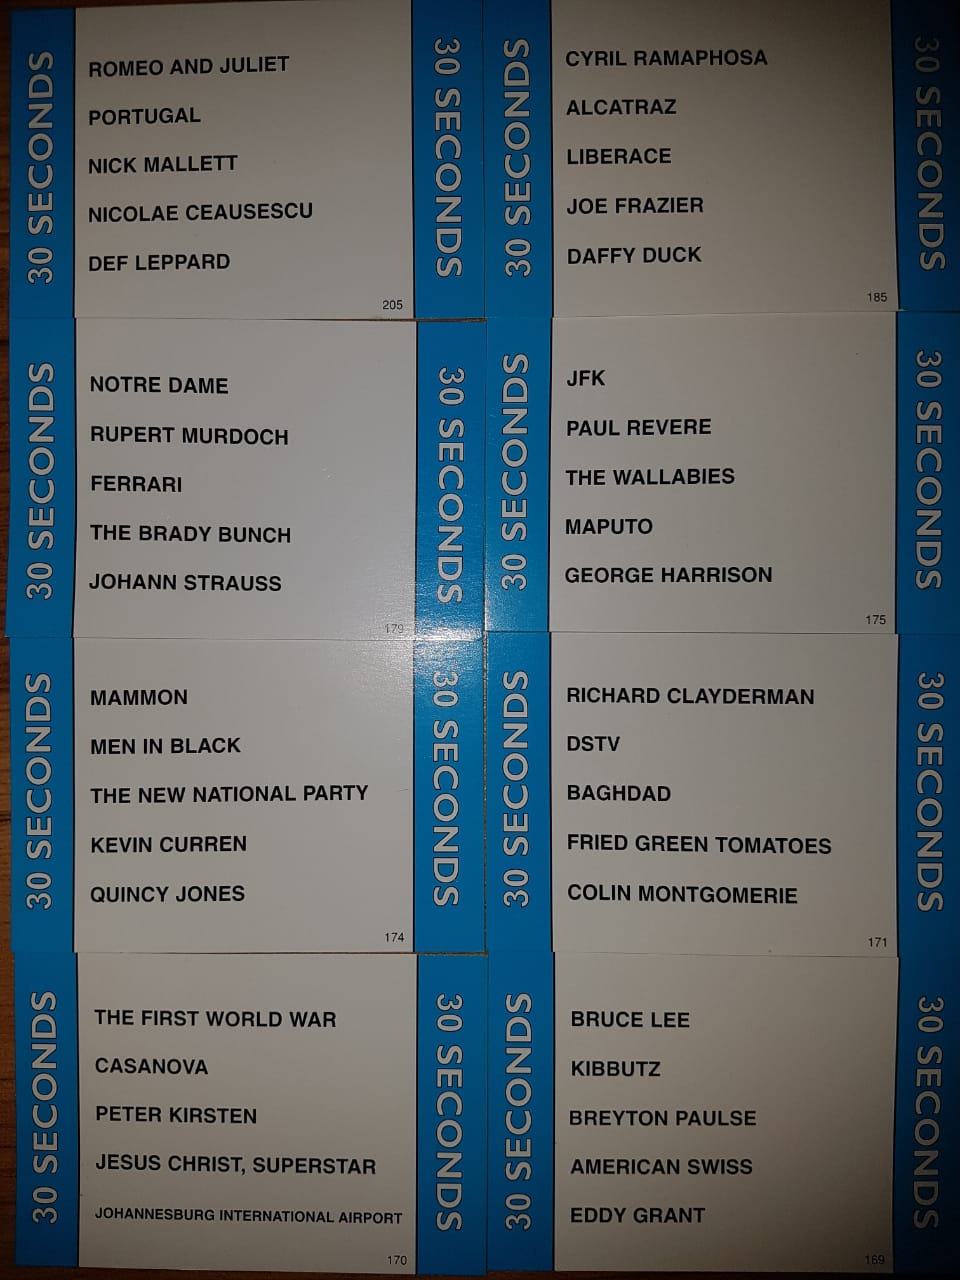 30 SECONDS
ROMEO AND JULIET
PORTUGAL
NICK MALLETT
NICOLAE CEAUSESCU
DEF LEPPARD
205
30 SECONDS
30 SECONDS
CYRIL RAMAPHOSA
ALCATRAZ
LIBERACE
JOE FRAZIER
DAFFY DUCK
185
30 SECONDS
30 SECONDS
NOTRE DAME
RUPERT MURDOCH
FERRARI
THE BRADY BUNCH
JOHANN STRAUSS
179
30 SECONDS
30 SECONDS
JFK
PAUL REVERE
THE WALLABIES
MAPUTO
GEORGE HARRISON
175
30 SECONDS
30 SECONDS
MAMMON
MEN IN BLACK
THE NEW NATIONAL PARTY
KEVIN CURREN
QUINCY JONES
174
30 SECONDS
30 SECONDS
RICHARD CLAYDERMAN
DSTV
BAGHDAD
FRIED GREEN TOMATOES
COLIN MONTGOMERIE
171
30 SECONDS
30 SECONDS
THE FIRST WORLD WAR
CASANOVA
PETER KIRSTEN
JESUS CHRIST, SUPERSTAR
JOHANNESBURG INTERNATIONAL AIRPORT
170
30 SECONDS
30 SECONDS
BRUCE LEE
KIBBUTZ
BREYTON PAULSE
AMERICAN SWISS
EDDY GRANT
169
30 SECONDS